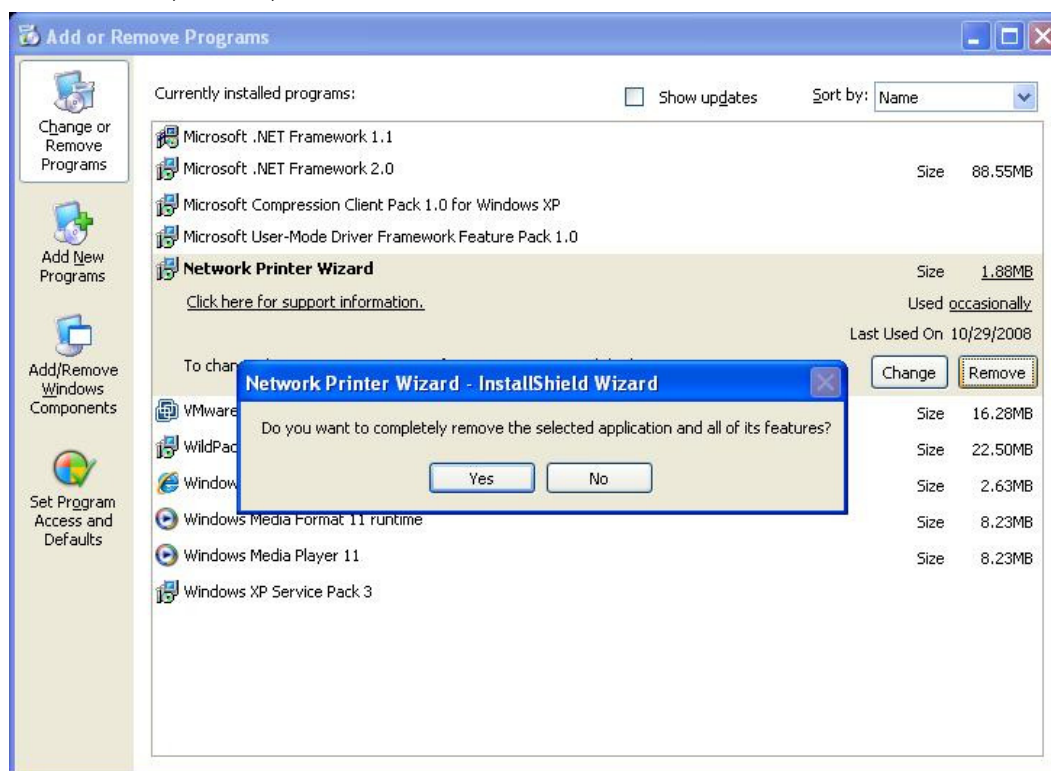 Add or Remove Programs
Currently installed programs:
Show updates
Sort by: Name
Change or
Remove
Programs
Add New
Programs
Add/Remove
Windows
Components
Set Program
Access and
Defaults
Microsoft .NET Framework 1.1
Microsoft .NET Framework 2.0 Size 88.55MB
Microsoft Compression Client Pack 1.0 for Windows XP
Microsoft User-Mode Driver Framework Feature Pack 1.0
Network Printer Wizard Size 1.88MB
Click here for support information. Used occasionally
Last Used On 10/29/2008
To Change Remove
Network Printer Wizard - InstallShield Wizard
Do you want to completely remove the selected application and all of its features?
Yes No
VMware Size 16.28MB
WildPac Size 22.50MB
Window Size 2.63MB
Windows Media Format 11 runtime Size 8.23MB
Windows Media Player 11 Size 8.23MB
Windows XP Service Pack 3